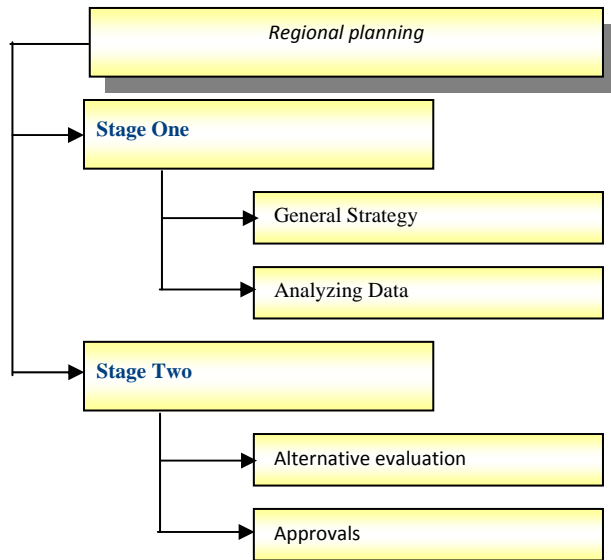 Regional planning
Stage One
General Strategy
Analyzing Data
Stage Two
Alternative evaluation
Approvals